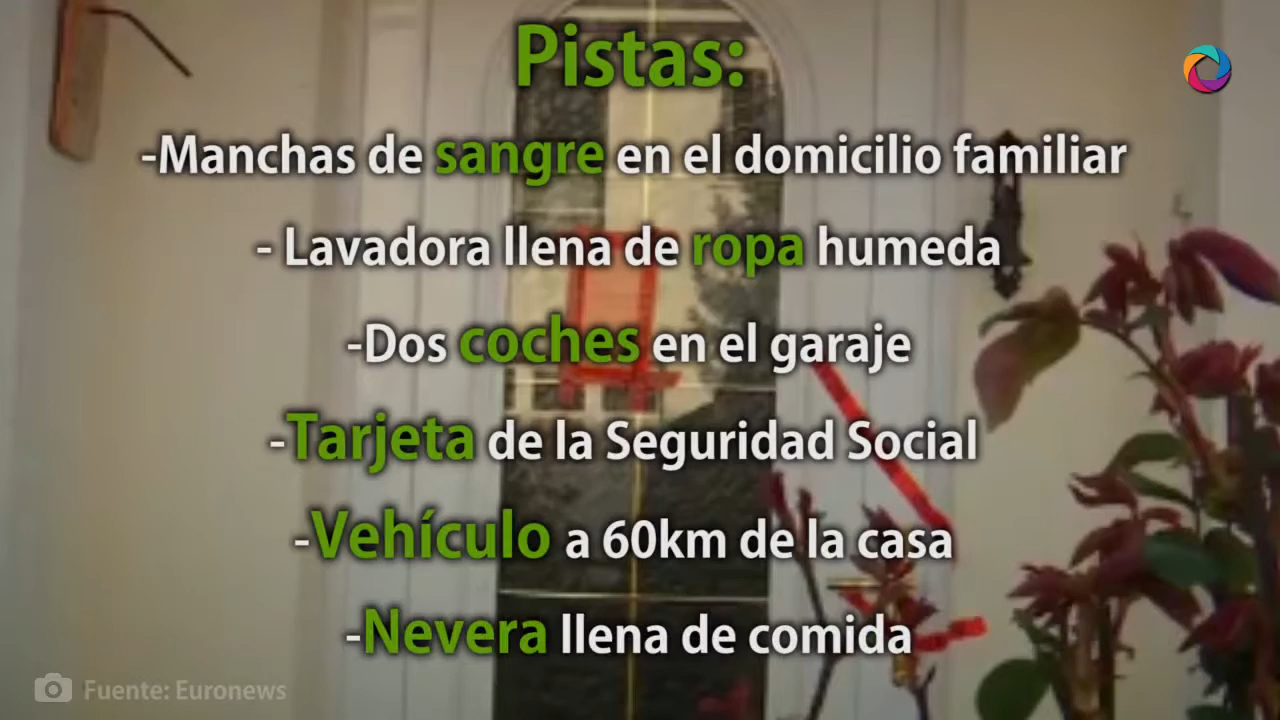 Pistas:
-Manchas de sangre en el domicilio familiar
- Lavadora llena de ropa humeda
-Dos coches en el garaje
-Tarjeta de la Seguridad Social
-Vehículo a 60km de la casa
-Nevera llena de comida
Fuente: Euronews